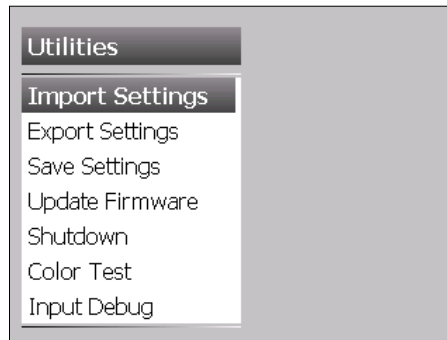 Utilities
Import Settings
Export Settings
Save Settings
Update Firmware
Shutdown
Color Test
Input Debug